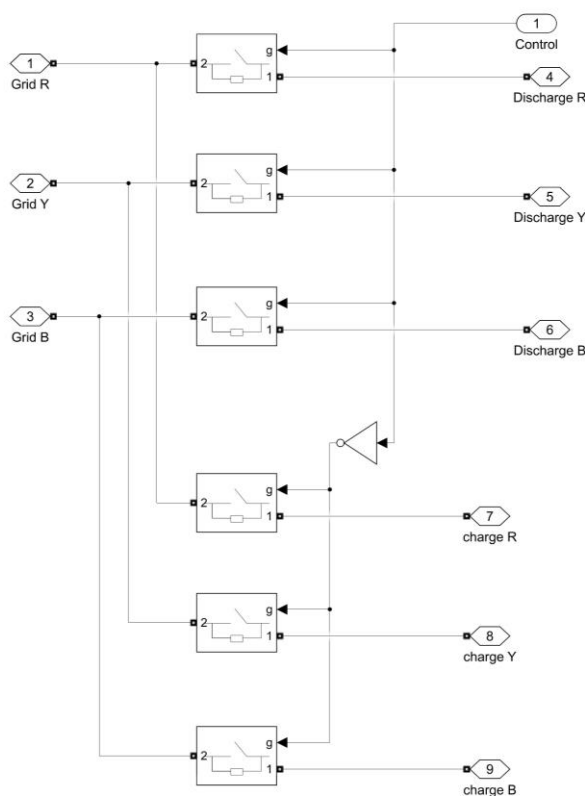 1
Control
g
1
Grid R
2
1
4
Discharge R
g
2
Grid Y
2
1
5
Discharge Y
g
3
Grid B
2
1
6
Discharge B
g
2
1
7
charge R
g
2
1
8
charge Y
g
2
1
9
charge B